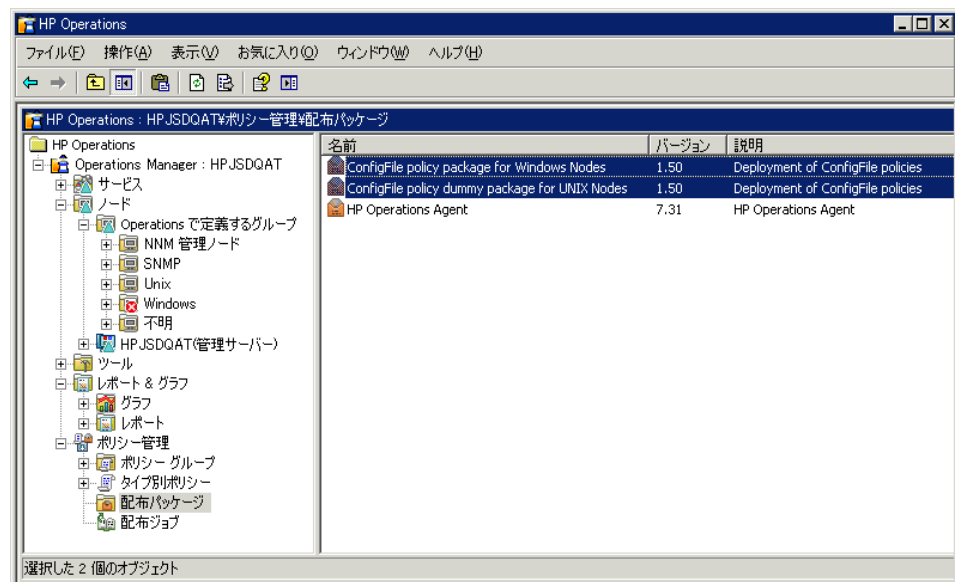 HP Operations
ファイル(F) 操作(A) 表示(V) お気に入り(O) ウィンドウ(W) ヘルプ(H)
HP Operations : HPJSDQAT¥ポリシー管理¥配布パッケージ
HP Operations
Operations Manager : HPJSDQAT
サービス
ノード
Operations で定義するグループ
NNM 管理ノード
SNMP
Unix
Windows
不明
HPJSDQAT(管理サーバー)
ツール
レポート & グラフ
グラフ
レポート
ポリシー管理
ポリシー グループ
タイプ別ポリシー
配布パッケージ
配布ジョブ
名前 バージョン 説明
ConfigFile policy package for Windows Nodes 1.50 Deployment of ConfigFile policies
ConfigFile policy dummy package for UNIX Nodes 1.50 Deployment of ConfigFile policies
HP Operations Agent 7.31 HP Operations Agent
選択した 2 個のオブジェクト